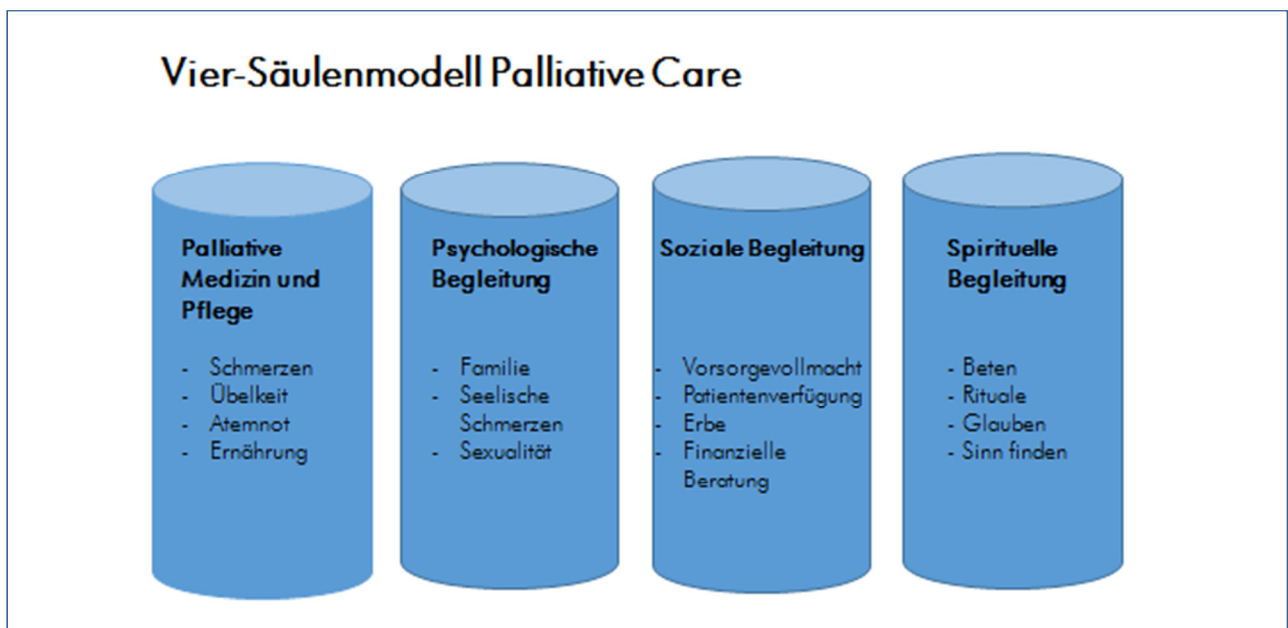 Vier-Säulenmodell Palliative Care
Palliative
Medizin und
Pflege
- Schmerzen
- Übelkeit
- Atemnot
- Ernährung
Psychologische
Begleitung
- Familie
- Seelische
Schmerzen
- Sexualität
Soziale Begleitung
- Vorsorgevollmacht
- Patientenverfügung
- Erbe
- Finanzielle
Beratung
Spirituelle
Begleitung
- Beten
- Rituale
- Glauben
- Sinn finden